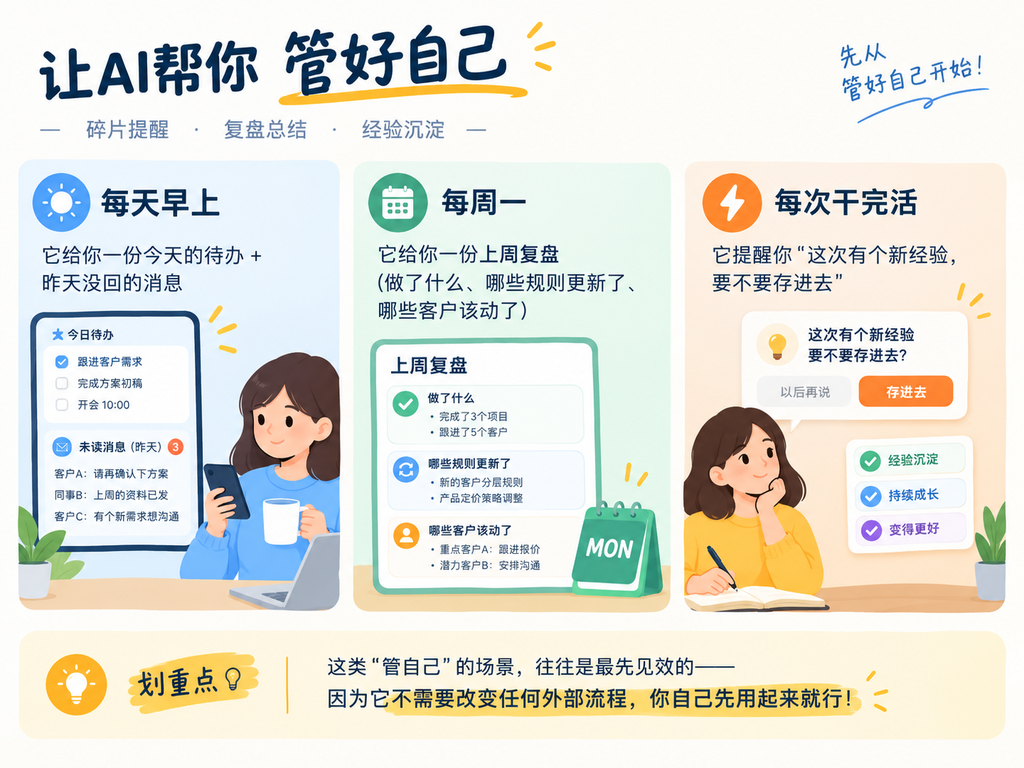 让AI帮你 管好自己
先从
管好自己开始!
— 碎片提醒 · 复盘总结 · 经验沉淀 —
每天早上
它给你一份今天的待办 +
昨天没回的消息
今日待办
跟进客户需求
完成方案初稿
开会 10:00
未读消息 (昨天) 3
客户A: 请再确认下方案
同事B: 上周的资料已发
客户C: 有个新需求想沟通
每周一
它给你一份上周复盘
(做了什么、哪些规则更新了、
哪些客户该动了)
上周复盘
做了什么
• 完成了3个项目
• 跟进了5个客户
哪些规则更新了
• 新的客户分层规则
• 产品定价策略调整
哪些客户该动了
• 重点客户A: 跟进报价
• 潜力客户B: 安排沟通
MON
每次干完活
它提醒你“这次有个新经验,
要不要存进去”
这次有个新经验
要不要存进去?
以后再说
存进去
经验沉淀
持续成长
变得更好
划重点
这类“管自己”的场景, 往往是最先见效的——
因为它不需要改变任何外部流程, 你自己先用起来就行!